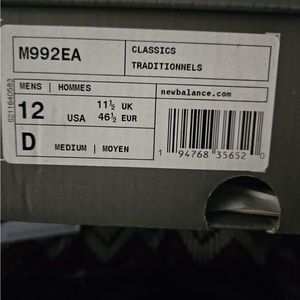 M992EA
CLASSICS
TRADITIONNELS
MENS | HOMMES
newbalance.com
12 USA
11½ UK
46½ EUR
D MEDIUM | MOYEN
1 94768 35652 0
0211640583